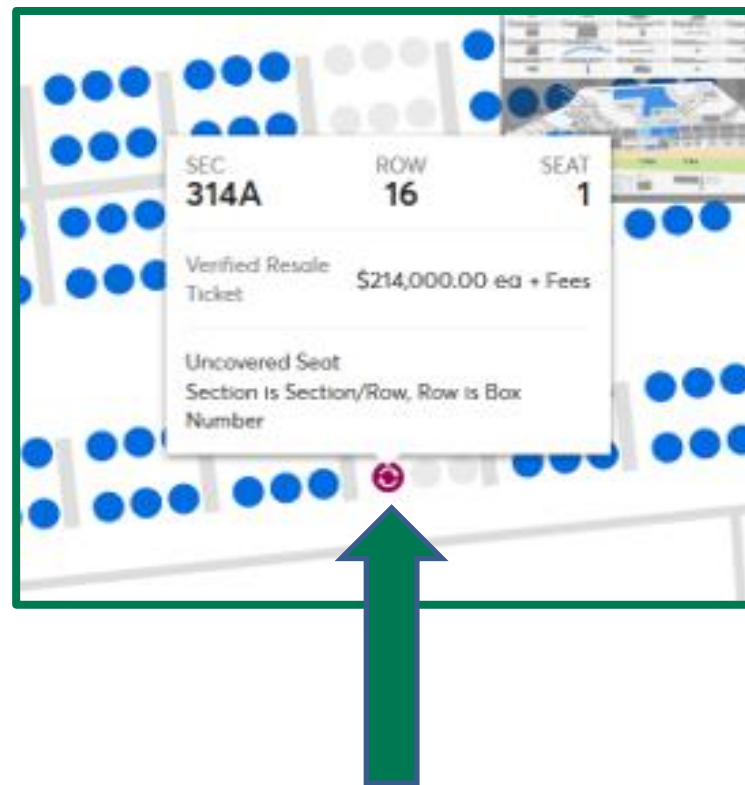 SEC ROW SEAT
314A 16 1
Verified Resale
Ticket
$214,000.00 ea + Fees
Uncovered Seat
Section is Section/Row, Row is Box
Number